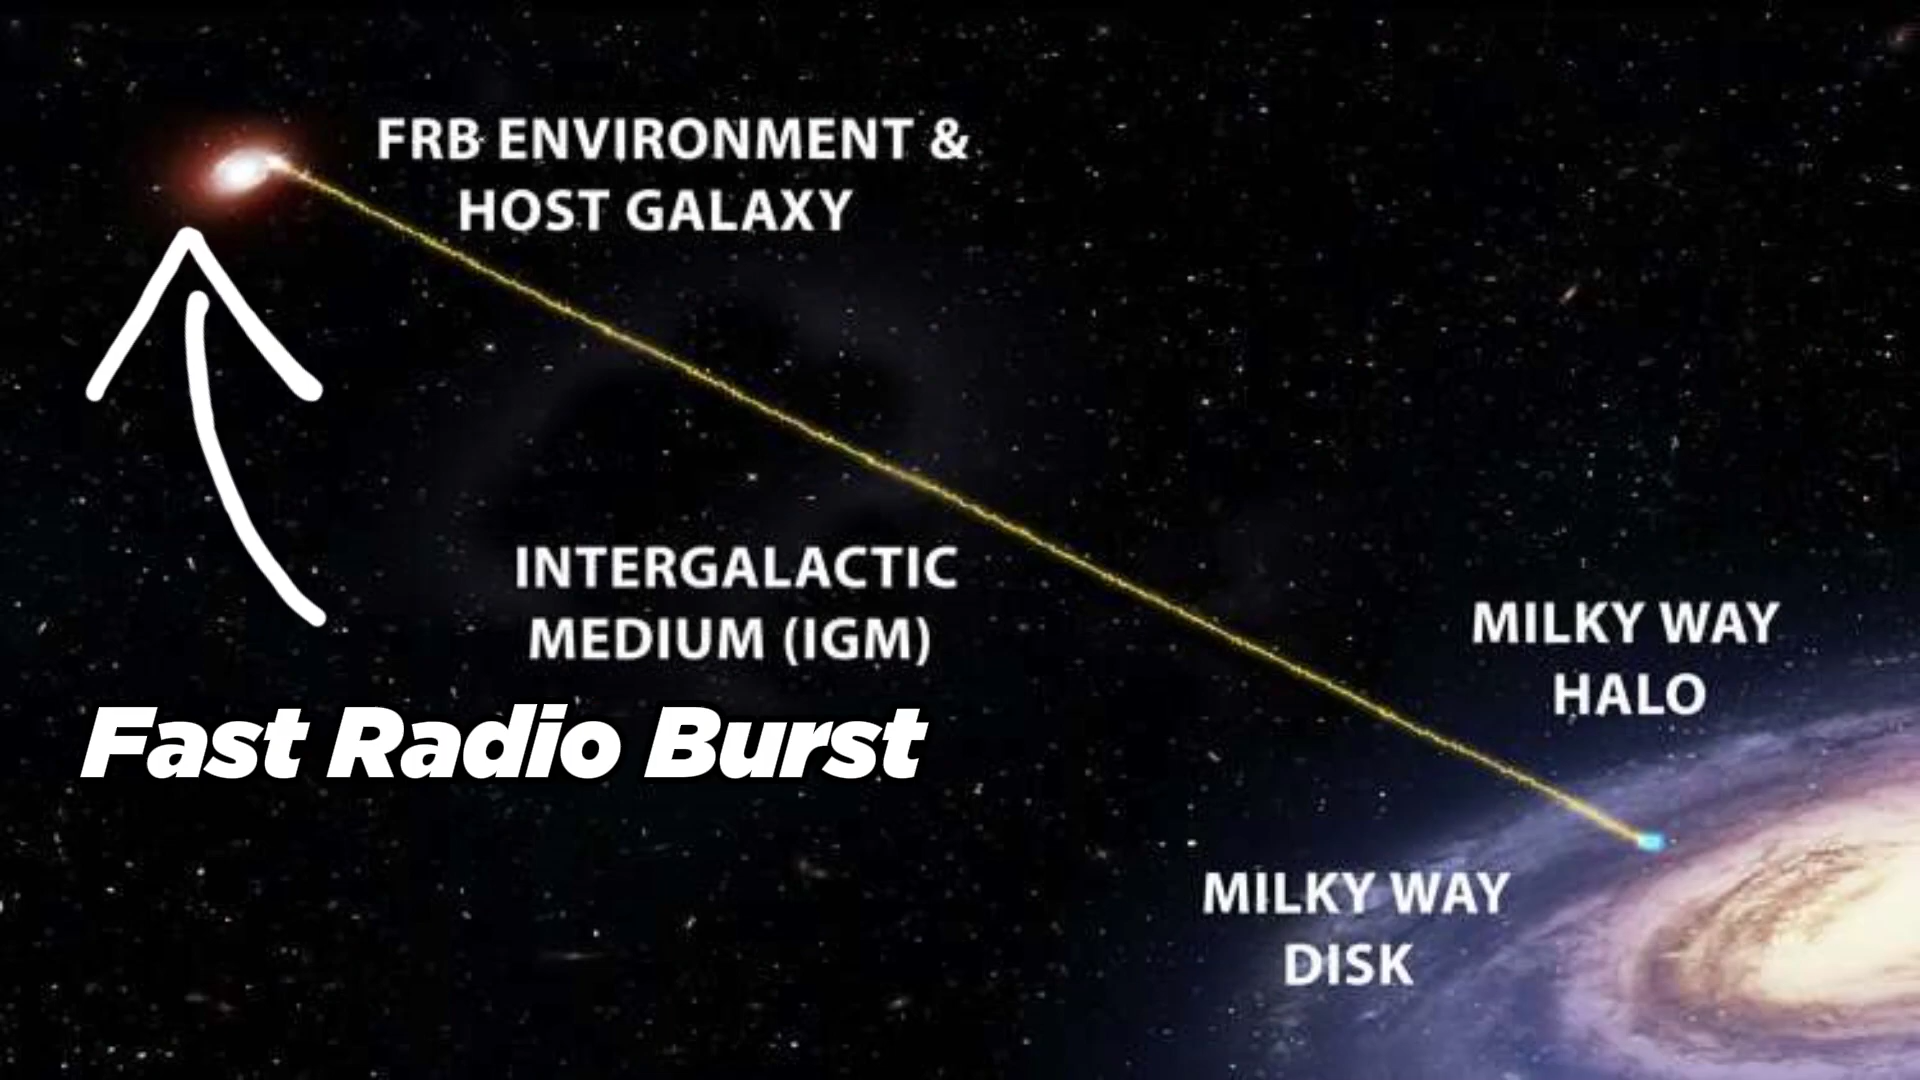 FRB ENVIRONMENT &
HOST GALAXY
INTERGALACTIC
MEDIUM (IGM)
MILKY WAY
HALO
Fast Radio Burst
MILKY WAY
DISK